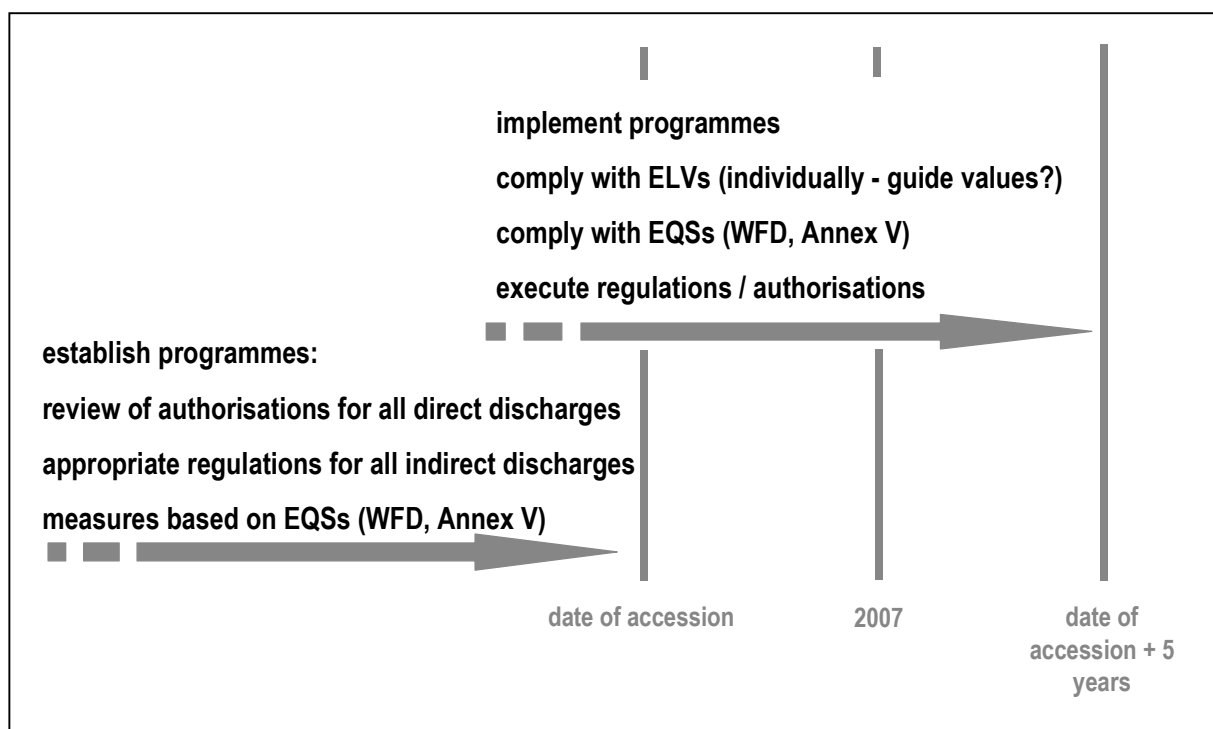 implement programmes
comply with ELVs (individually - guide values?)
comply with EQSs (WFD, Annex V)
execute regulations / authorisations
establish programmes:
review of authorisations for all direct discharges
appropriate regulations for all indirect discharges
measures based on EQSs (WFD, Annex V)
date of accession
2007
date of
accession + 5
years